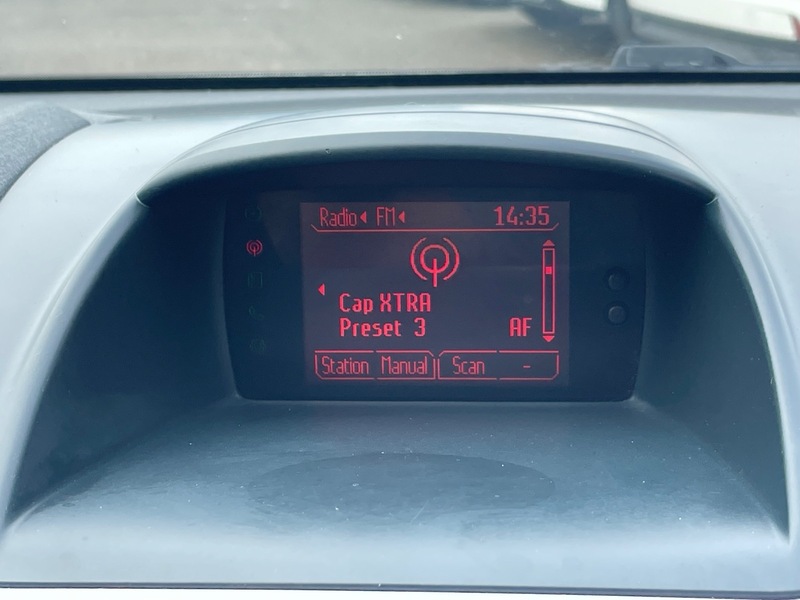 Radio FM 14:35
Cap XTRA
Preset 3 AF
Station Manual Scan -